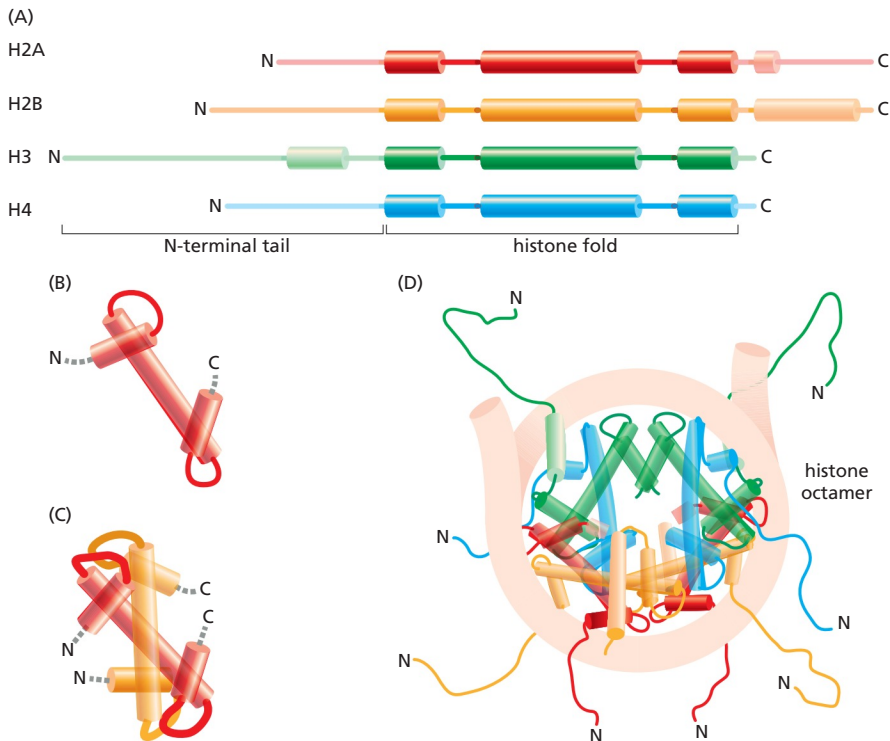 (A)
H2A N C
H2B N C
H3 N C
H4 N C
N-terminal tail histone fold
(B)
N C
(C)
C
C
N
N
(D)
N
N
histone
octamer
N
N
N
N
N
N